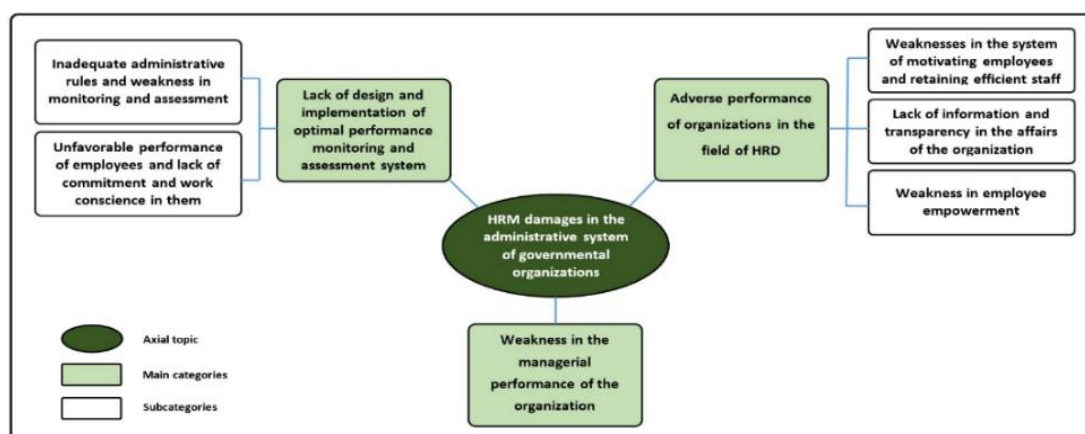 Inadequate administrative
rules and weakness in
monitoring and assessment
Unfavorable performance
of employees and lack of
commitment and work
conscience in them
Lack of design and
implementation of
optimal performance
monitoring and
assessment system
Adverse performance
of organizations in the
field of HRD
Weaknesses in the system
of motivating employees
and retaining efficient staff
Lack of information and
transparency in the affairs
of the organization
Weakness in employee
empowerment
HRM damages in the
administrative system
of governmental
organizations
Weakness in the
managerial
performance of the
organization
Axial topic
Main categories
Subcategories